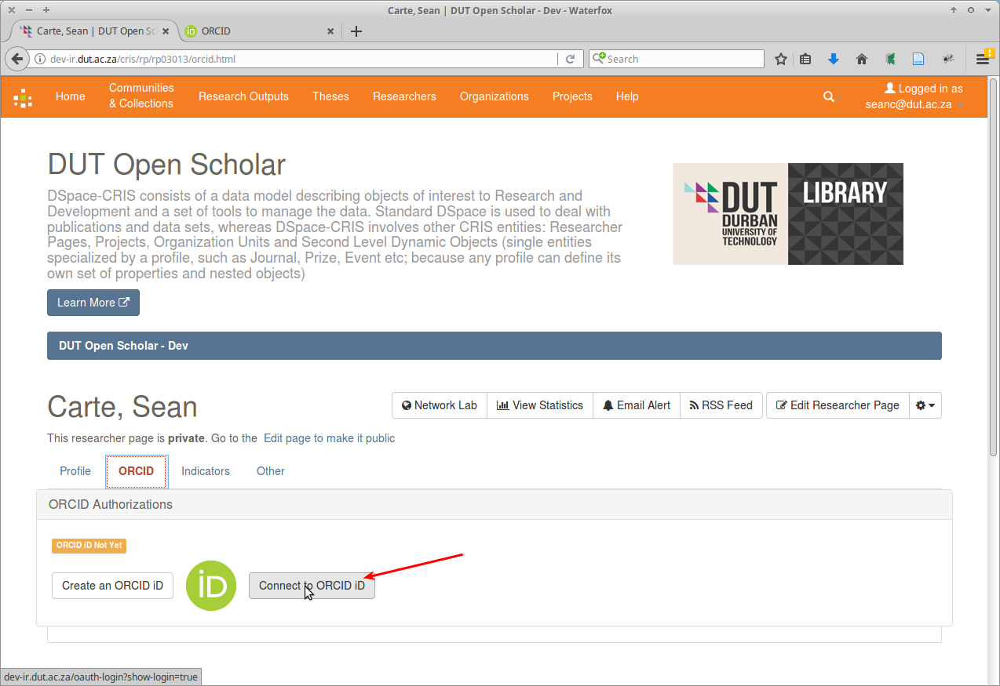 Carte, Sean | DUT Open Scholar - Dev - Waterfox
Carte, Sean | DUT Open Sc
ORCID
dev-ir.dut.ac.za/cris/rp/rp03013/orcid.html
Search
Home
Communities
& Collections
Research Outputs
Theses
Researchers
Organizations
Projects
Help
Logged in as
seanc@dut.ac.za
DUT Open Scholar
DSpace-CRIS consists of a data model describing objects of interest to Research and
Development and a set of tools to manage the data. Standard DSpace is used to deal with
publications and data sets, whereas DSpace-CRIS involves other CRIS entities: Researcher
Pages, Projects, Organization Units and Second Level Dynamic Objects (single entities
specialized by a profile, such as Journal, Prize, Event etc; because any profile can define its
own set of properties and nested objects)
Learn More
DUT
DURBAN
UNIVERSITY OF
TECHNOLOGY
LIBRARY
DUT Open Scholar - Dev
Carte, Sean
Network Lab
View Statistics
Email Alert
RSS Feed
Edit Researcher Page
This researcher page is private. Go to the Edit page to make it public
Profile
ORCID
Indicators
Other
ORCID Authorizations
ORCID iD Not Yet
Create an ORCID iD
iD
Connect to ORCID iD
dev-ir.dut.ac.za/oauth-login?show-login=true